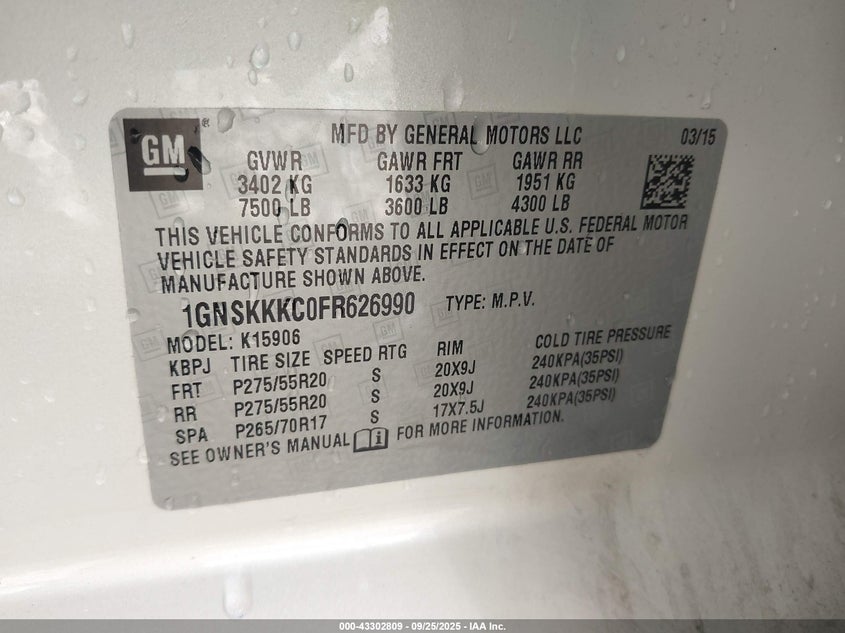 GM
MFD BY GENERAL MOTORS LLC 03/15
GVWR GAWR FRT GAWR RR
3402 KG 1633 KG 1951 KG
7500 LB 3600 LB 4300 LB
THIS VEHICLE CONFORMS TO ALL APPLICABLE U.S. FEDERAL MOTOR
VEHICLE SAFETY STANDARDS IN EFFECT ON THE DATE OF
MANUFACTURE SHOWN ABOVE.
1GNSKKKC0FR626990 TYPE: M.P.V.
MODEL: K15906
KBPJ TIRE SIZE SPEED RTG RIM COLD TIRE PRESSURE
FRT P275/55R20 S 20X9J 240KPA(35PSI)
RR P275/55R20 S 20X9J 240KPA(35PSI)
SPA P265/70R17 S 17X7.5J 240KPA(35PSI)
SEE OWNER'S MANUAL FOR MORE INFORMATION.
000-43302809 - 09/25/2025 - IAA Inc.